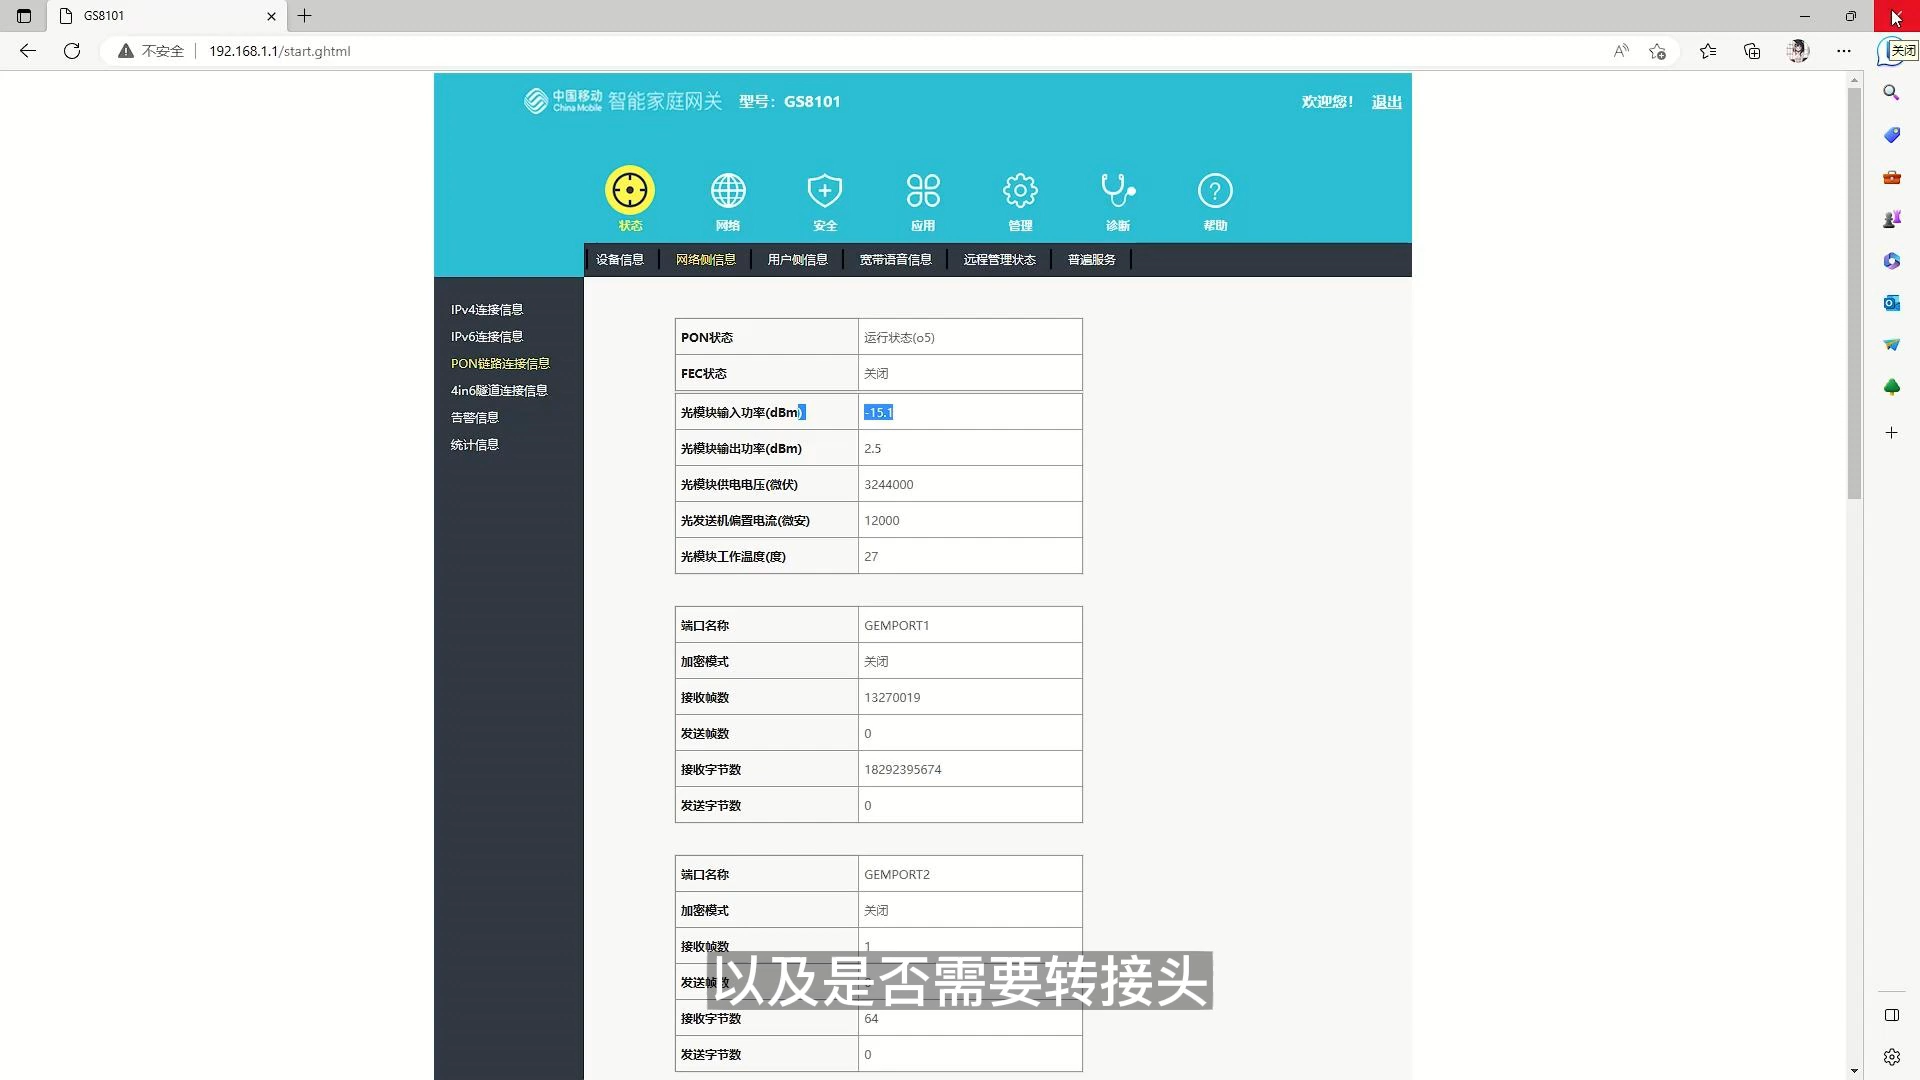 GS8101
不安全 192.168.1.1/start.ghtml
关闭
中国移动 China Mobile 智能家庭网关 型号：GS8101 欢迎您！ 退出
状态 网络 安全 应用 管理 诊断 帮助
设备信息 网络侧信息 用户侧信息 宽带语音信息 远程管理状态 普遍服务
IPv4连接信息
IPv6连接信息
PON链路连接信息
4in6隧道连接信息
告警信息
统计信息
PON状态 运行状态(o5)
FEC状态 关闭
光模块输入功率(dBm) -15.1
光模块输出功率(dBm) 2.5
光模块供电电压(微伏) 3244000
光发送机偏置电流(微安) 12000
光模块工作温度(度) 27
端口名称 GEMPORT1
加密模式 关闭
接收帧数 13270019
发送帧数 0
接收字节数 18292395674
发送字节数 0
端口名称 GEMPORT2
加密模式 关闭
接收帧数 1
发送帧数
以及是否需要转接头
接收字节数 64
发送字节数 0